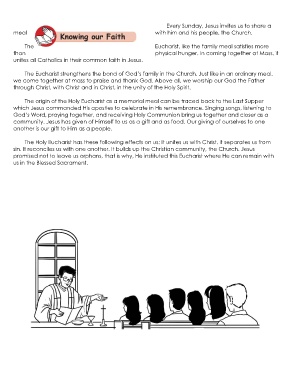 Every Sunday, Jesus invites us to share a
meal with him and his people, the Church.
Knowing our Faith
The Eucharist, like the family meal satisfies more
than physical hunger. In coming together at Mass, it
unites all Catholics in their common faith in Jesus.
The Eucharist strengthens the bond of God's family in the Church. Just like in an ordinary meal,
we come together at mass to praise and thank God. Above all, we worship our God the Father
through Christ, with Christ and in Christ, in the unity of the Holy Spirit.
The origin of the Holy Eucharist as a memorial meal can be traced back to the Last Supper
which Jesus commanded His apostles to celebrate in His remembrance. Singing songs, listening to
God's Word, praying together, and receiving Holy Communion bring us together and closer as a
community. Jesus has given of Himself to us as a gift and as food. Our giving of ourselves to one
another is our gift to Him as a people.
The Holy Eucharist has these following effects on us: It unites us with Christ. It separates us from
sin. It reconciles us with one another. It builds up the Christian community, the Church. Jesus
promised not to leave us orphans, that is why, He instituted this Eucharist where He can remain with
us in the Blessed Sacrament.